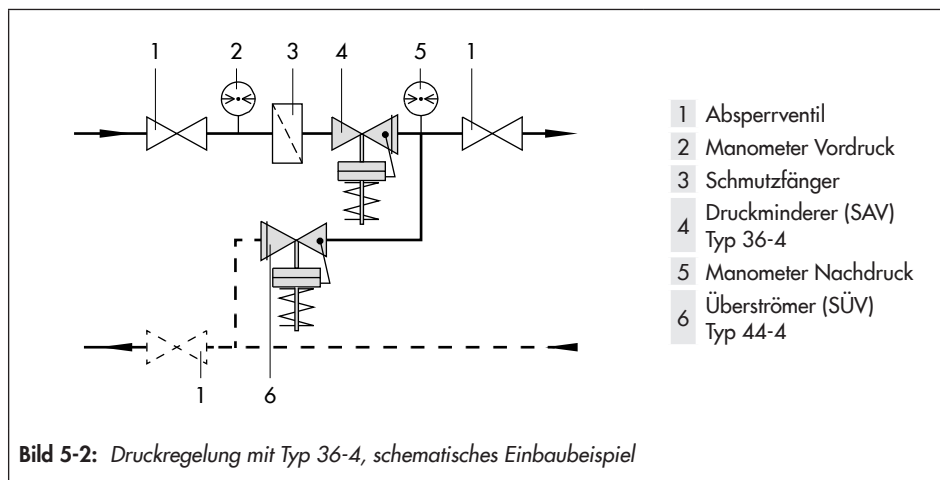 1 2 3 4 5 1
1 Absperrventil
2 Manometer Vordruck
3 Schmutzfänger
4 Druckminderer (SAV)
Typ 36-4
5 Manometer Nachdruck
6 Überströmer (SÜV)
Typ 44-4
1 6
Bild 5-2: Druckregelung mit Typ 36-4, schematisches Einbaubeispiel